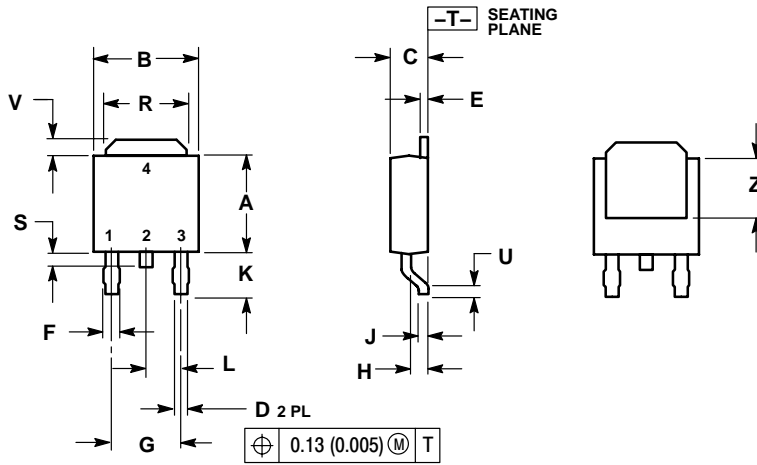 –T– SEATING
PLANE
C
B
V
R
E
4
Z
A
S
1 2 3
U
K
F
J
L
H
D 2 PL
G
⌖ 0.13 (0.005) Ⓜ T